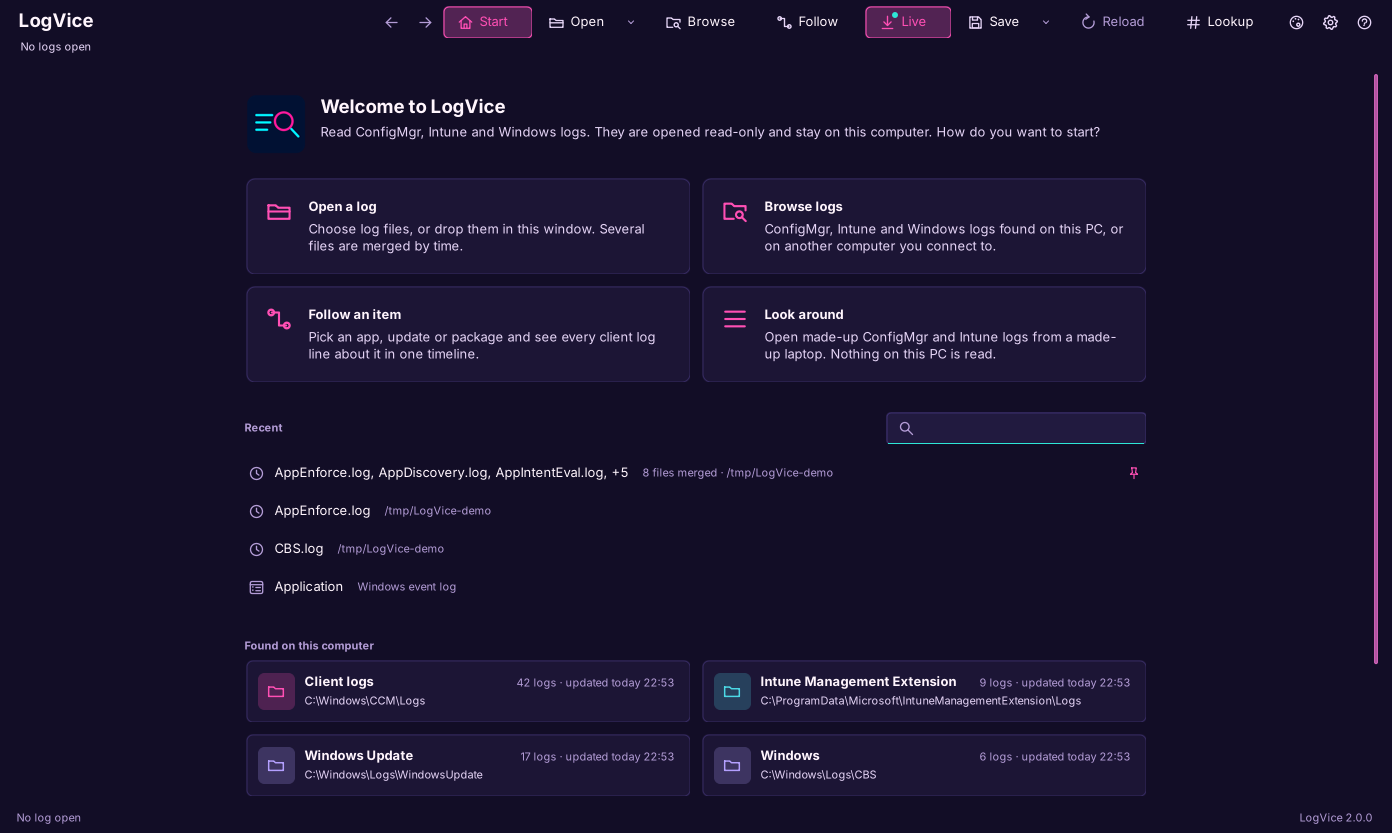 LogVice
No logs open
Start
Open
Browse
Follow
Live
Save
Reload
Lookup
Welcome to LogVice
Read ConfigMgr, Intune and Windows logs. They are opened read-only and stay on this computer. How do you want to start?
Open a log
Choose log files, or drop them in this window. Several
files are merged by time.
Browse logs
ConfigMgr, Intune and Windows logs found on this PC, or
on another computer you connect to.
Follow an item
Pick an app, update or package and see every client log
line about it in one timeline.
Look around
Open made-up ConfigMgr and Intune logs from a made-
up laptop. Nothing on this PC is read.
Recent
AppEnforce.log, AppDiscovery.log, AppIntentEval.log, +5 8 files merged · /tmp/LogVice-demo
AppEnforce.log /tmp/LogVice-demo
CBS.log /tmp/LogVice-demo
Application Windows event log
Found on this computer
Client logs 42 logs · updated today 22:53
C:\Windows\CCM\Logs
Intune Management Extension 9 logs · updated today 22:53
C:\ProgramData\Microsoft\IntuneManagementExtension\Logs
Windows Update 17 logs · updated today 22:53
C:\Windows\Logs\WindowsUpdate
Windows 6 logs · updated today 22:53
C:\Windows\Logs\CBS
No log open
LogVice 2.0.0